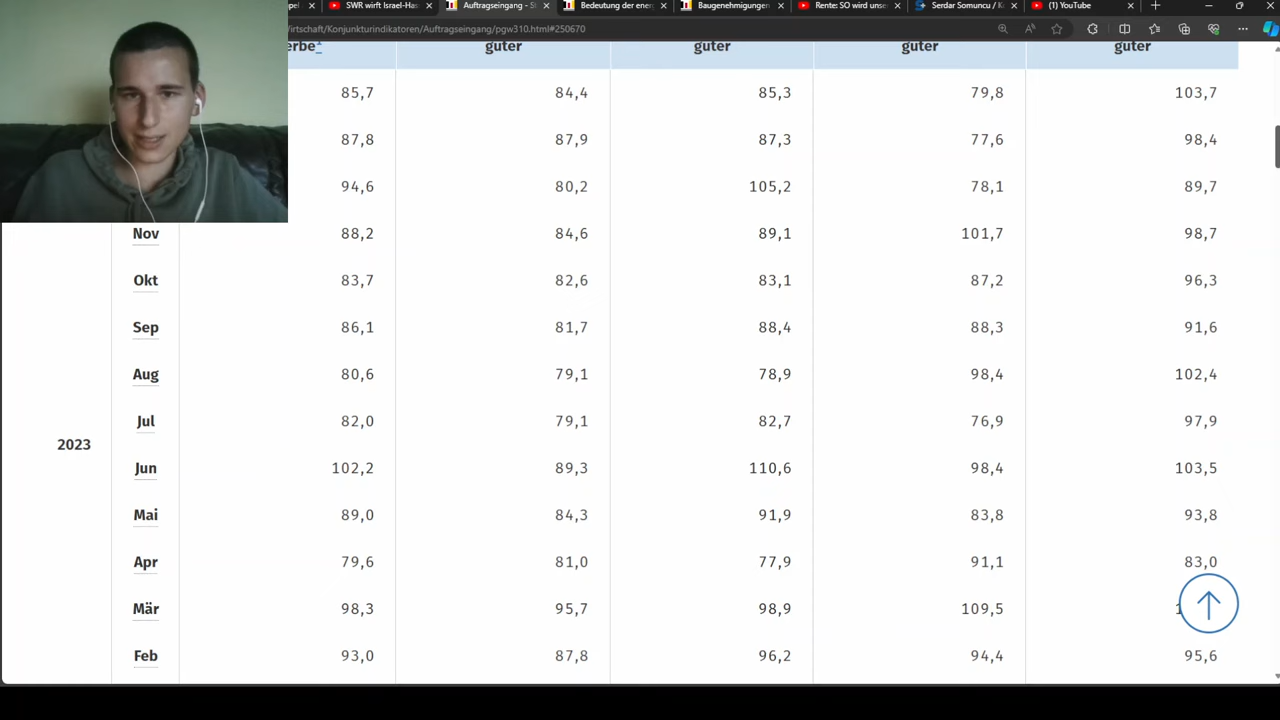 SWR wirft Israel-Has
Auftragseingang - S
Bedeutung der ener
Baugenehmigungen
Rente: SO wird unse
Serdar Somuncu / K
(1) YouTube
irtschaft/Konjunkturindikatoren/Auftragseingang/pgw310.html#250670
erbe¹ guter guter guter guter
85,7 84,4 85,3 79,8 103,7
87,8 87,9 87,3 77,6 98,4
94,6 80,2 105,2 78,1 89,7
Nov 88,2 84,6 89,1 101,7 98,7
Okt 83,7 82,6 83,1 87,2 96,3
Sep 86,1 81,7 88,4 88,3 91,6
Aug 80,6 79,1 78,9 98,4 102,4
Jul 82,0 79,1 82,7 76,9 97,9
2023
Jun 102,2 89,3 110,6 98,4 103,5
Mai 89,0 84,3 91,9 83,8 93,8
Apr 79,6 81,0 77,9 91,1 83,0
Mär 98,3 95,7 98,9 109,5
Feb 93,0 87,8 96,2 94,4 95,6